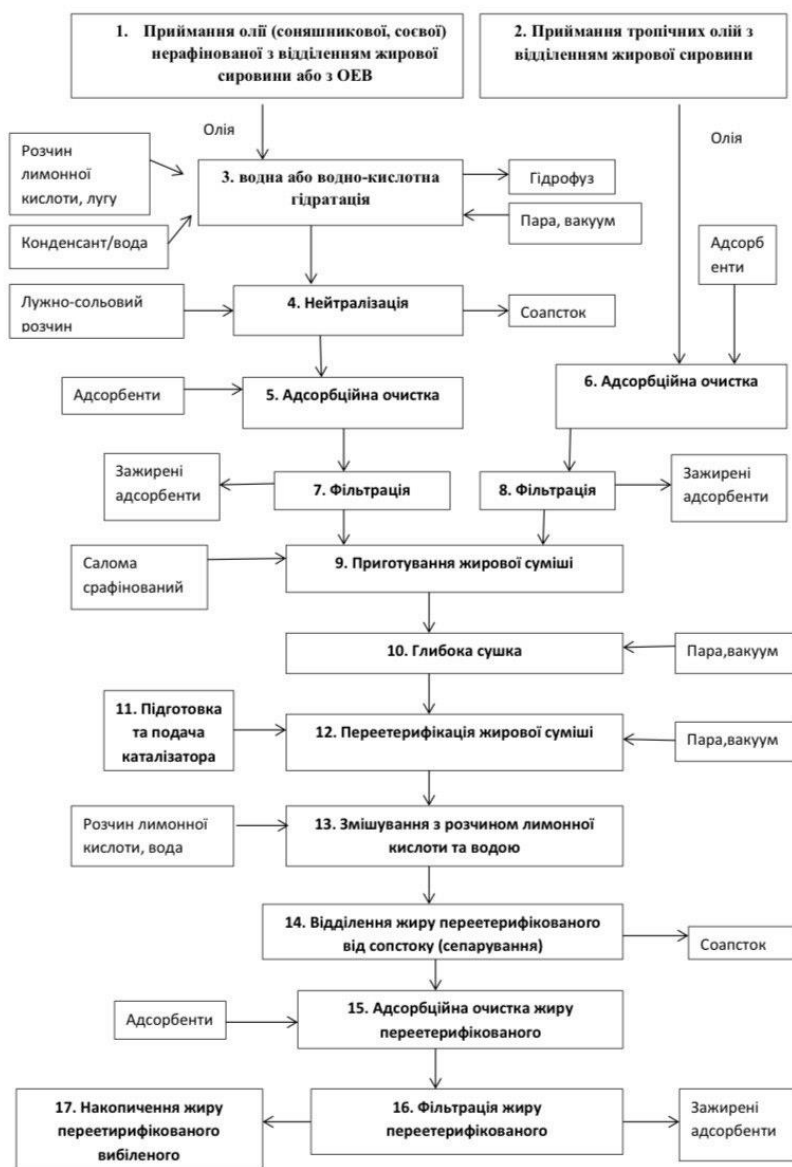 1. Приймання олії (соняшникової, соєвої)
нерафінованої з відділенням жирової
сировини або з ОЕВ
2. Приймання тропічних олій з
відділенням жирової сировини
Олія
Олія
Розчин
лимонної
кислоти, лугу
3. водна або водно-кислотна
гідратація
Гідрофуз
Пара, вакуум
Конденсант/вода
Адсорб
енти
Лужно-сольовий
розчин
4. Нейтралізація
Соапсток
Адсорбенти
5. Адсорбційна очистка
6. Адсорбційна очистка
Зажирені
адсорбенти
7. Фільтрація
8. Фільтрація
Зажирені
адсорбенти
Салома
срафінований
9. Приготування жирової суміші
10. Глибока сушка
Пара,вакуум
11. Підготовка
та подача
каталізатора
12. Переетерифікація жирової суміші
Пара,вакуум
Розчин лимонної
кислоти, вода
13. Змішування з розчином лимонної
кислоти та водою
14. Відділення жиру переетерифікованого
від сопстоку (сепарування)
Соапсток
Адсорбенти
15. Адсорбційна очистка жиру
переетерифікованого
17. Накопичення жиру
переетирифікованого
вибіленого
16. Фільтрація жиру
переетерифікованого
Зажирені
адсорбенти